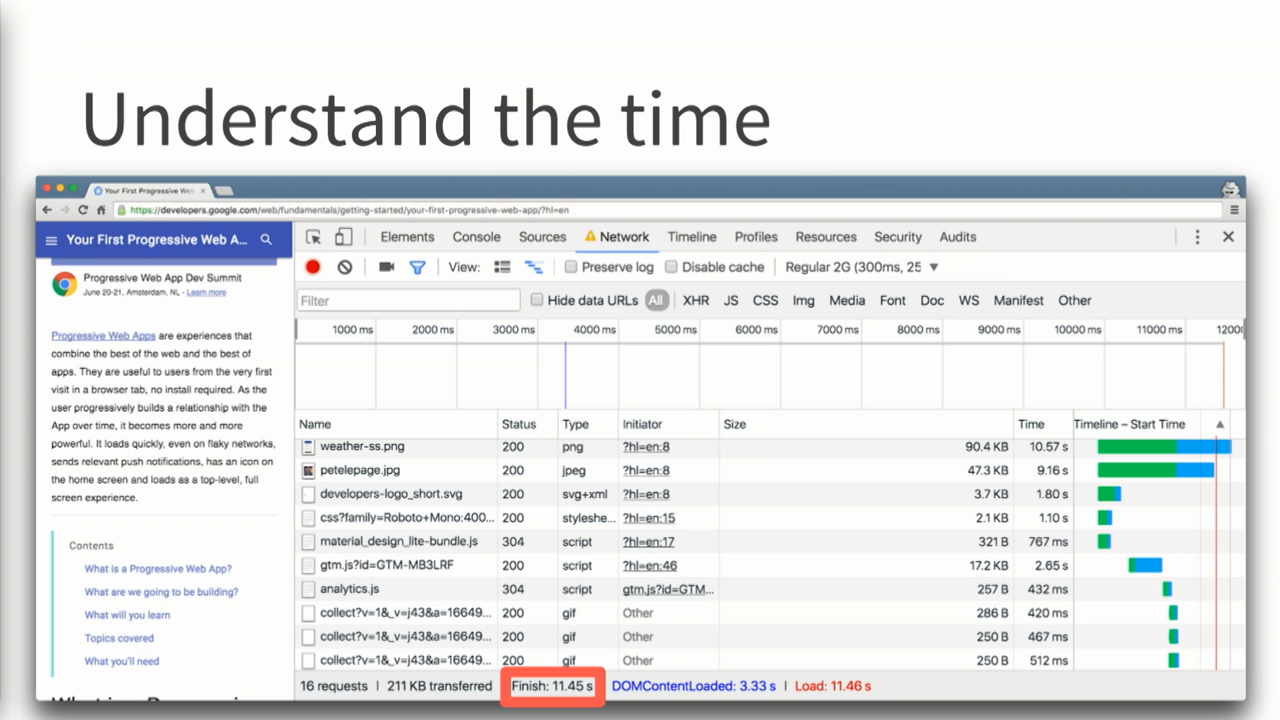 Understand the time
Your First Progressive Web
https://developers.google.com/web/fundamentals/getting-started/your-first-progressive-web-app/?hl=en
Your First Progressive Web A...
Progressive Web App Dev Summit
June 20-21, Amsterdam, NL - Learn more
Progressive Web Apps are experiences that
combine the best of the web and the best of
apps. They are useful to users from the very first
visit in a browser tab, no install required. As the
user progressively builds a relationship with the
App over time, it becomes more and more
powerful. It loads quickly, even on flaky networks,
sends relevant push notifications, has an icon on
the home screen and loads as a top-level, full
screen experience.
Contents
What is a Progressive Web App?
What are we going to be building?
What will you learn
Topics covered
What you'll need
Elements Console Sources Network Timeline Profiles Resources Security Audits
View: Preserve log Disable cache Regular 2G (300ms, 25
Filter Hide data URLs All XHR JS CSS Img Media Font Doc WS Manifest Other
1000 ms 2000 ms 3000 ms 4000 ms 5000 ms 6000 ms 7000 ms 8000 ms 9000 ms 10000 ms 11000 ms 1200
Name Status Type Initiator Size Time Timeline – Start Time
weather-ss.png 200 png ?hl=en:8 90.4 KB 10.57 s
petelepage.jpg 200 jpeg ?hl=en:8 47.3 KB 9.16 s
developers-logo_short.svg 200 svg+xml ?hl=en:8 3.7 KB 1.80 s
css?family=Roboto+Mono:400... 200 styleshe... ?hl=en:15 2.1 KB 1.10 s
material_design_lite-bundle.js 304 script ?hl=en:17 321 B 767 ms
gtm.js?id=GTM-MB3LRF 200 script ?hl=en:46 17.2 KB 2.65 s
analytics.js 304 script gtm.js?id=GTM... 257 B 432 ms
collect?v=1&_v=j43&a=16649... 200 gif Other 286 B 420 ms
collect?v=1&_v=j43&a=16649... 200 gif Other 250 B 467 ms
collect?v=1&_v=j43&a=16649... 200 gif Other 250 B 512 ms
16 requests | 211 KB transferred Finish: 11.45 s DOMContentLoaded: 3.33 s | Load: 11.46 s